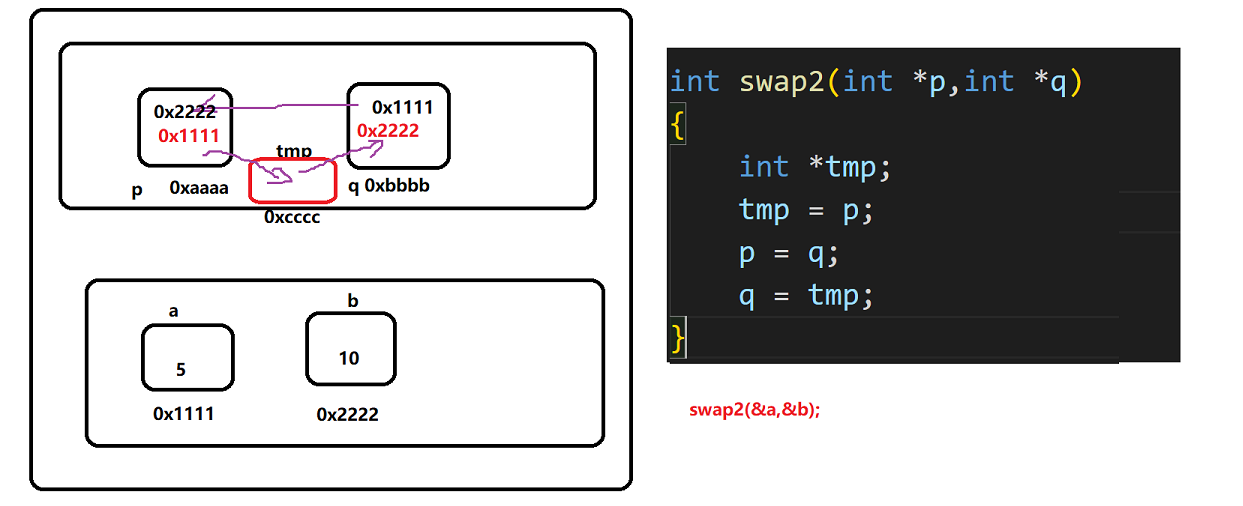 0x2222
0x1111
0x1111
0x2222
tmp
p 0xaaaa
q 0xbbbb
0xcccc
a
b
5
10
0x1111
0x2222
int swap2(int *p,int *q)
{
int *tmp;
tmp = p;
p = q;
q = tmp;
}
swap2(&a,&b);